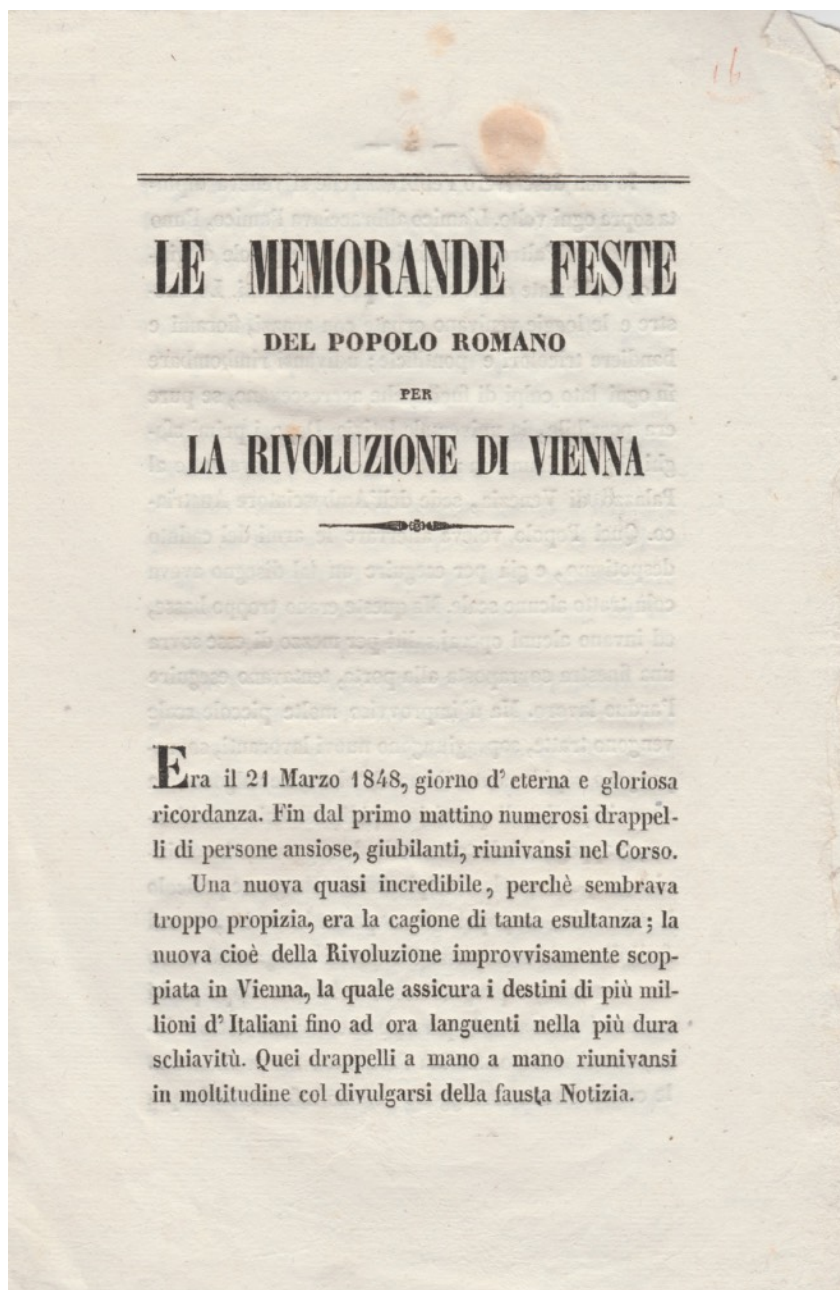 16
LE MEMORANDE FESTE
DEL POPOLO ROMANO
PER
LA RIVOLUZIONE DI VIENNA
Era il 21 Marzo 1848, giorno d' eterna e gloriosa
ricordanza. Fin dal primo mattino numerosi drappel-
li di persone ansiose, giubilanti, riunivansi nel Corso.
Una nuova quasi incredibile, perchè sembrava
troppo propizia, era la cagione di tanta esultanza; la
nuova cioè della Rivoluzione improvvisamente scop-
piata in Vienna, la quale assicura i destini di più mil-
lioni d' Italiani fino ad ora languenti nella più dura
schiavitù. Quei drappelli a mano a mano riunivansi
in moltitudine col divulgarsi della fausta Notizia.